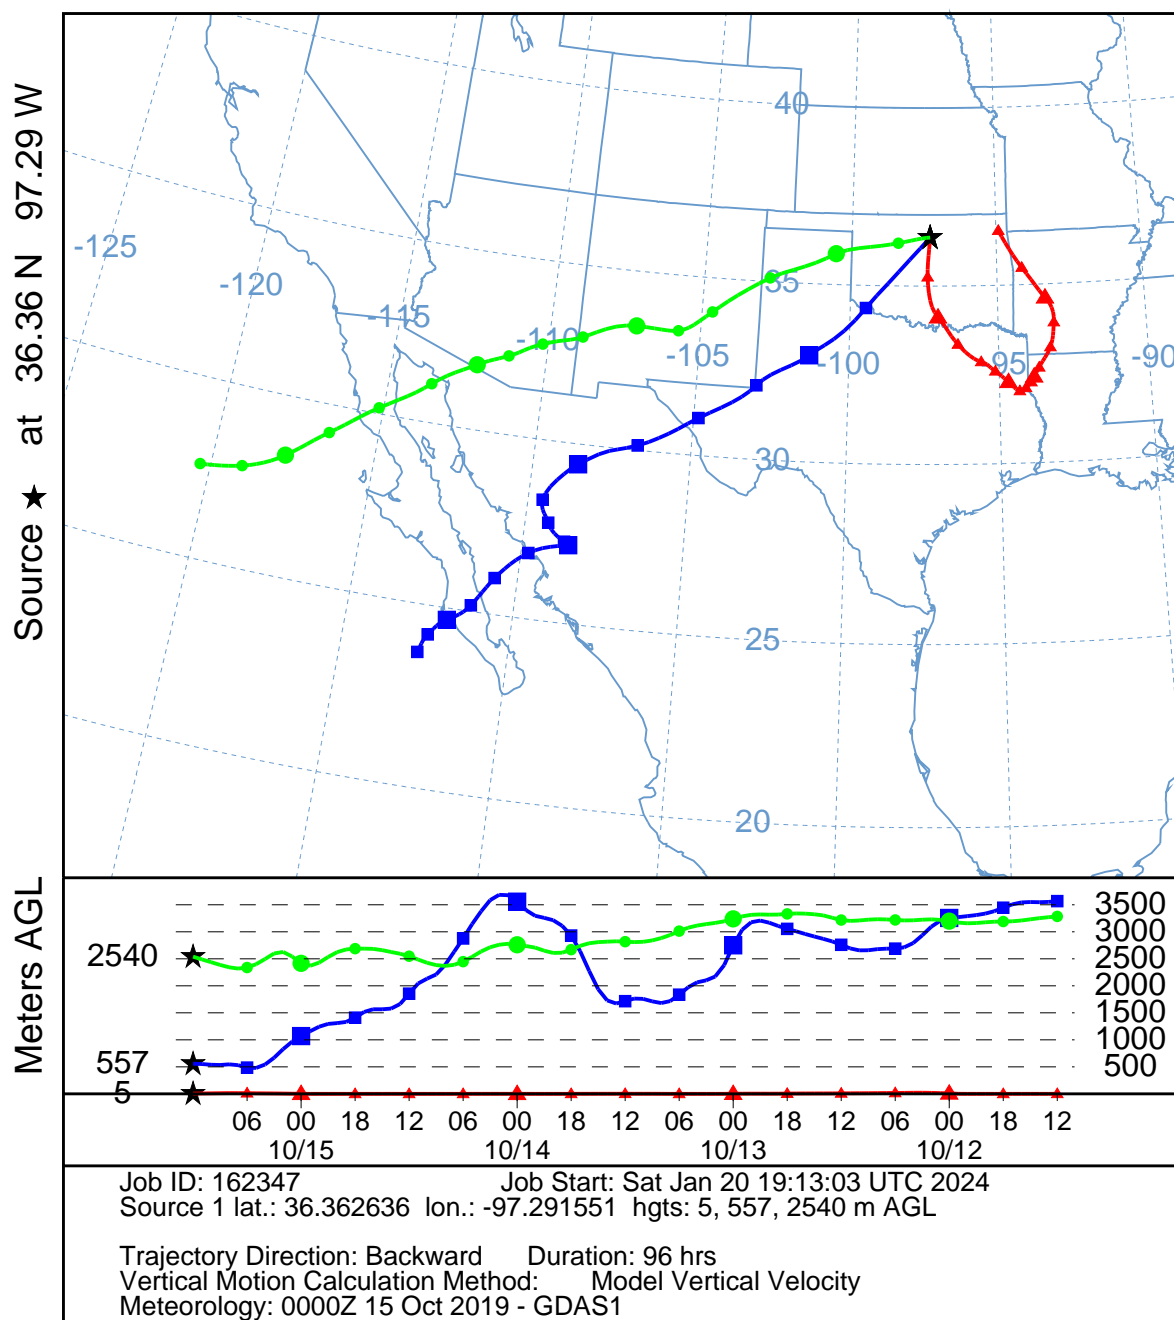 Source ★ at 36.36 N 97.29 W
40
-125
-120
35
-115
-110
-105
-100
95
-90
30
25
20
Meters AGL
3500
3000
2540
2500
2000
1500
1000
557
500
5
06 00 18 12 06 00 18 12 06 00 18 12 06 00 18 12
10/15 10/14 10/13 10/12
Job ID: 162347 Job Start: Sat Jan 20 19:13:03 UTC 2024
Source 1 lat.: 36.362636 lon.: -97.291551 hgts: 5, 557, 2540 m AGL
Trajectory Direction: Backward Duration: 96 hrs
Vertical Motion Calculation Method: Model Vertical Velocity
Meteorology: 0000Z 15 Oct 2019 - GDAS1